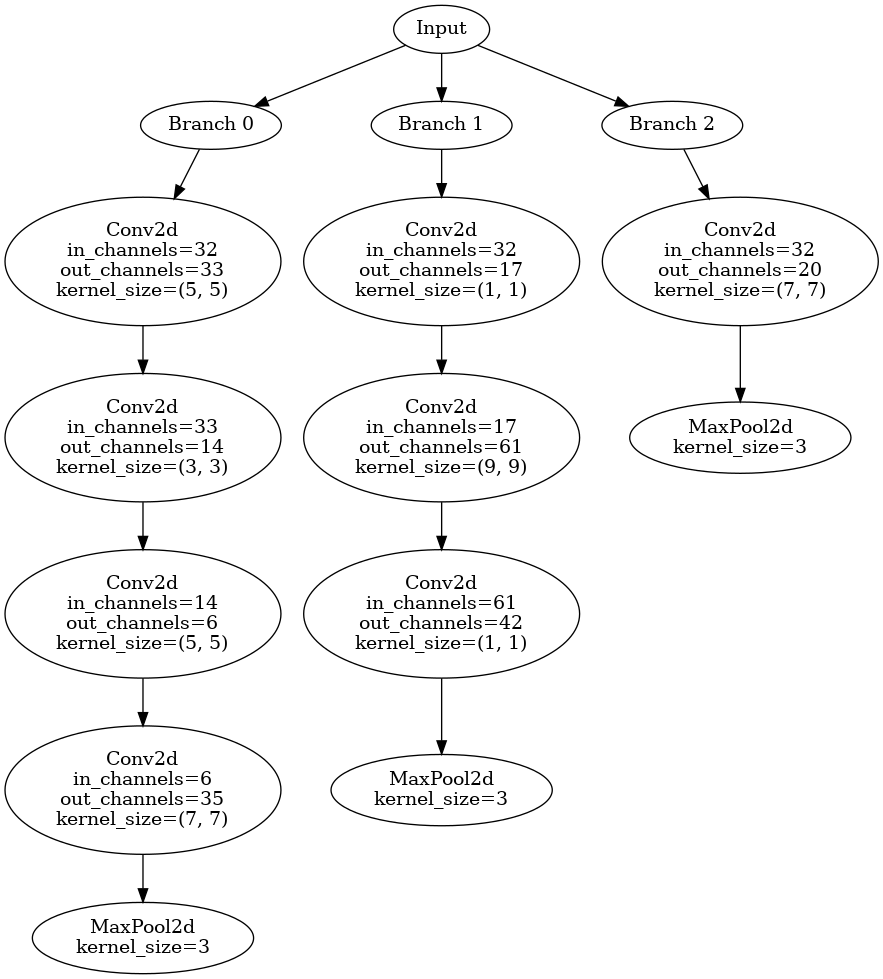 Input
Branch 0
Branch 1
Branch 2
Conv2d
in_channels=32
out_channels=33
kernel_size=(5, 5)
Conv2d
in_channels=32
out_channels=17
kernel_size=(1, 1)
Conv2d
in_channels=32
out_channels=20
kernel_size=(7, 7)
Conv2d
in_channels=33
out_channels=14
kernel_size=(3, 3)
Conv2d
in_channels=17
out_channels=61
kernel_size=(9, 9)
MaxPool2d
kernel_size=3
Conv2d
in_channels=14
out_channels=6
kernel_size=(5, 5)
Conv2d
in_channels=61
out_channels=42
kernel_size=(1, 1)
Conv2d
in_channels=6
out_channels=35
kernel_size=(7, 7)
MaxPool2d
kernel_size=3
MaxPool2d
kernel_size=3